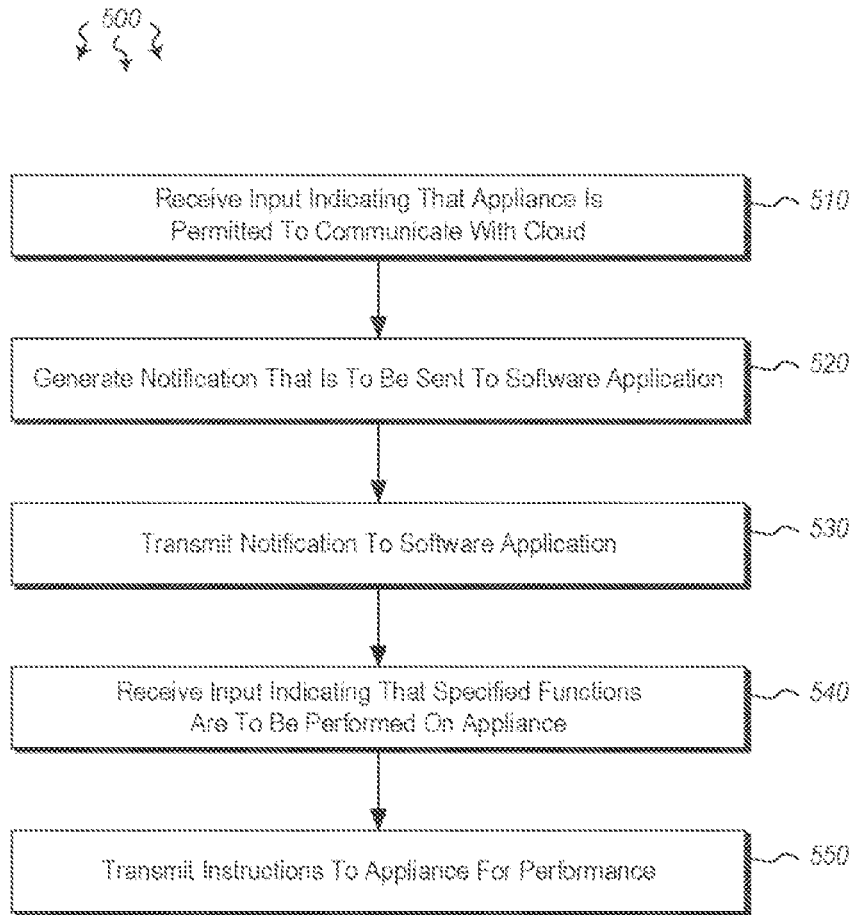 500
Receive Input Indicating That Appliance Is
Permitted To Communicate With Cloud
510
Generate Notification That Is To Be Sent To Software Application
520
Transmit Notification To Software Application
530
Receive Input Indicating That Specified Functions
Are To Be Performed On Appliance
540
Transmit Instructions To Appliance For Performance
550